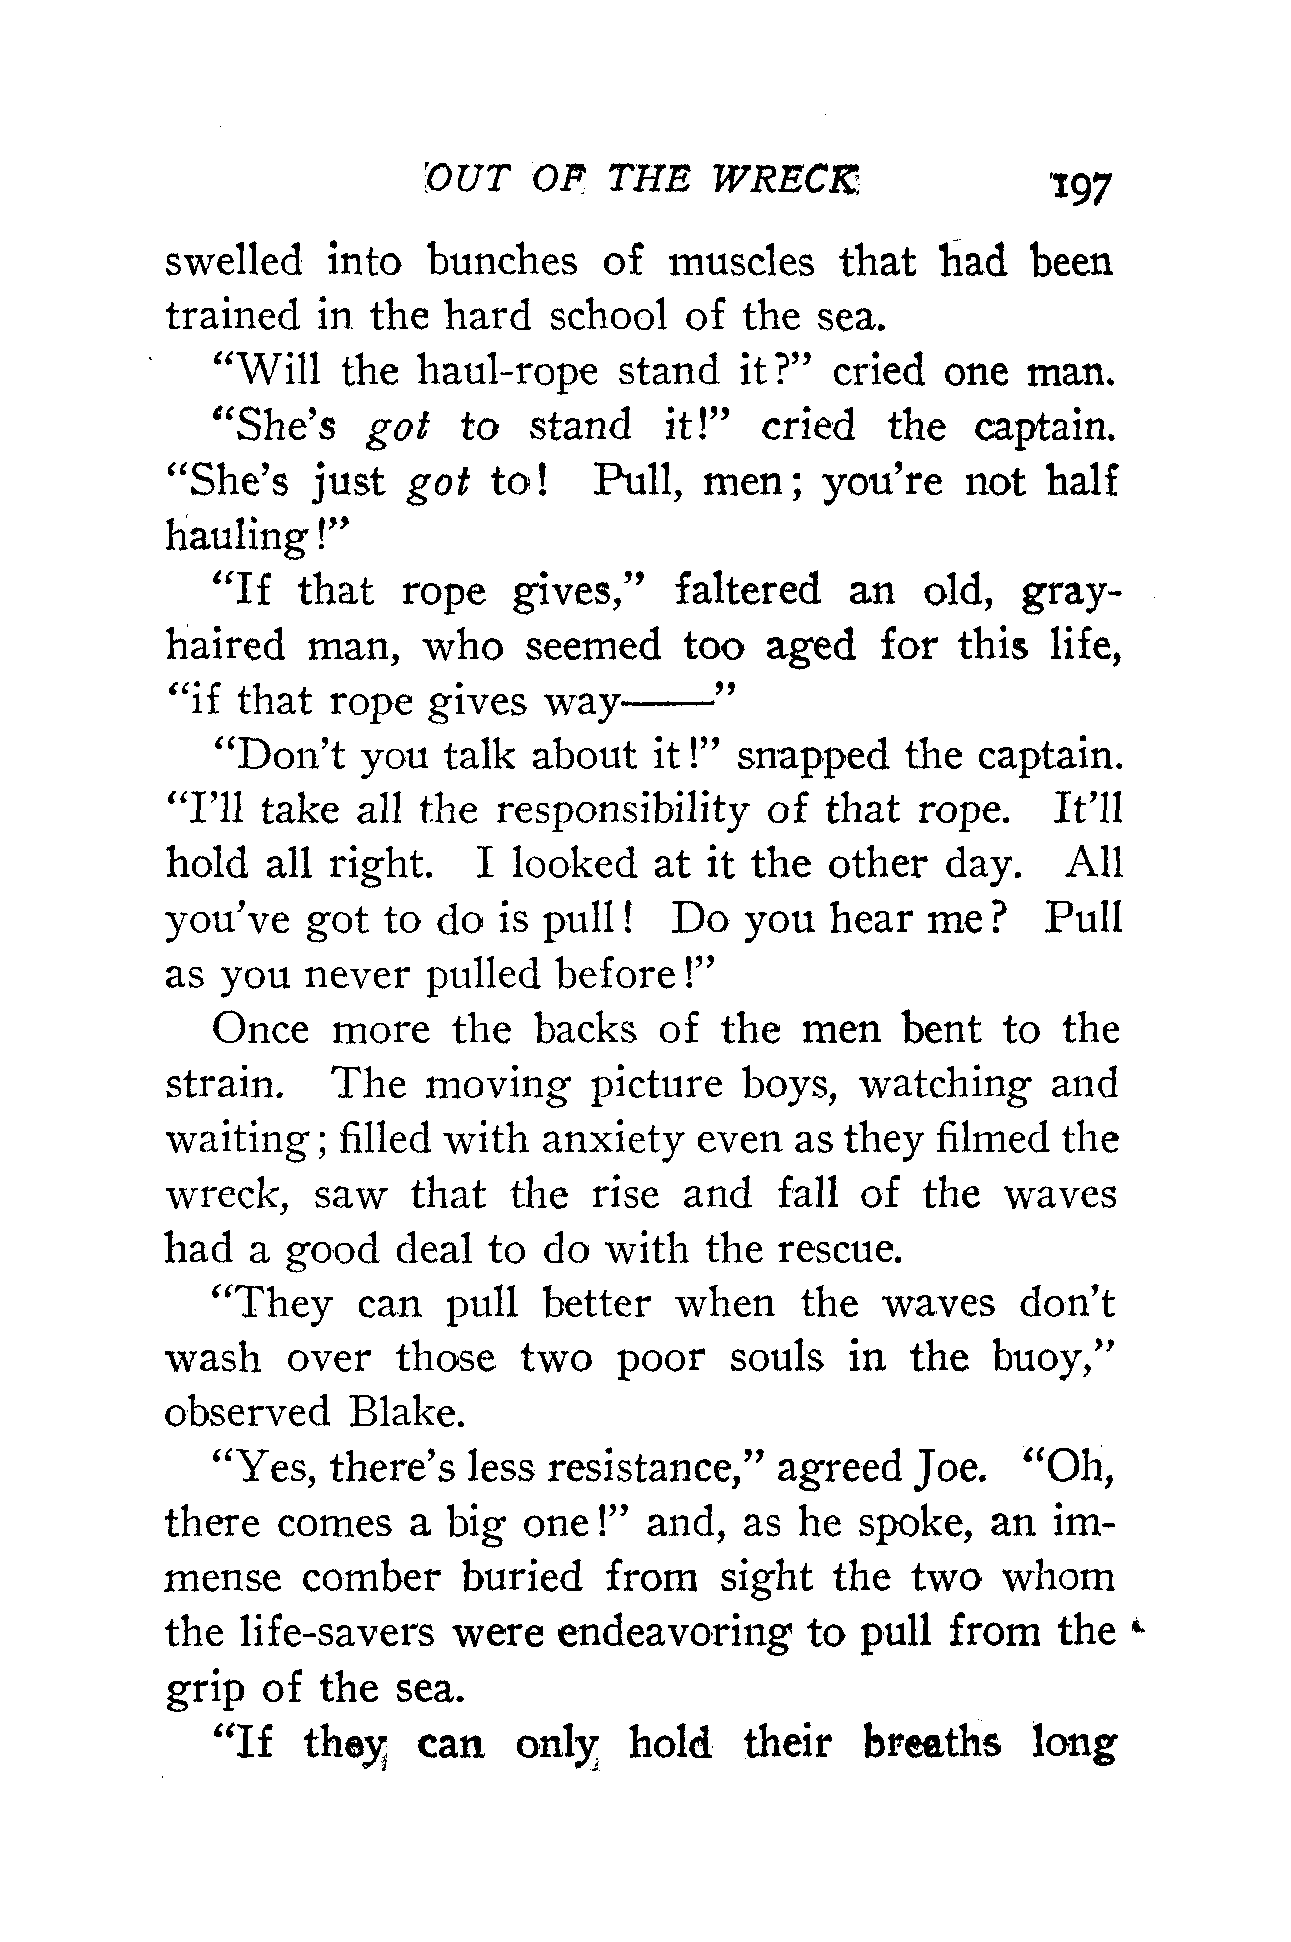 OUT OF THE WRECK 197
swelled into bunches of muscles that had been
trained in the hard school of the sea.
“Will the haul-rope stand it?” cried one man.
“She’s got to stand it!” cried the captain.
“She’s just got to! Pull, men; you’re not half
hauling!”
“If that rope gives,” faltered an old, gray-
haired man, who seemed too aged for this life,
“if that rope gives way——”
“Don’t you talk about it!” snapped the captain.
“I’ll take all the responsibility of that rope. It’ll
hold all right. I looked at it the other day. All
you’ve got to do is pull! Do you hear me? Pull
as you never pulled before!”
Once more the backs of the men bent to the
strain. The moving picture boys, watching and
waiting; filled with anxiety even as they filmed the
wreck, saw that the rise and fall of the waves
had a good deal to do with the rescue.
“They can pull better when the waves don’t
wash over those two poor souls in the buoy,”
observed Blake.
“Yes, there’s less resistance,” agreed Joe. “Oh,
there comes a big one!” and, as he spoke, an im-
mense comber buried from sight the two whom
the life-savers were endeavoring to pull from the
grip of the sea.
“If they can only hold their breaths long